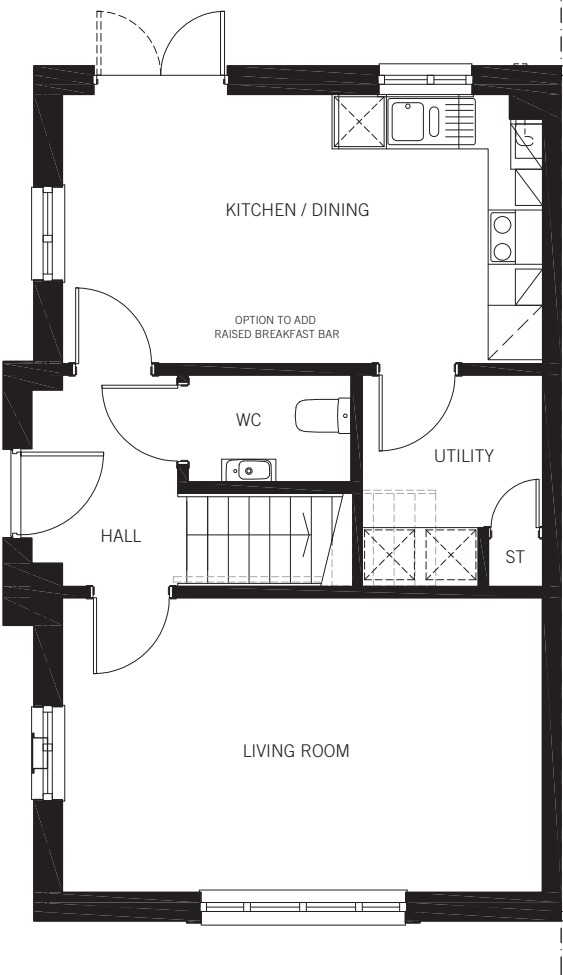 KITCHEN / DINING
OPTION TO ADD
RAISED BREAKFAST BAR
WC
UTILITY
HALL
ST
LIVING ROOM